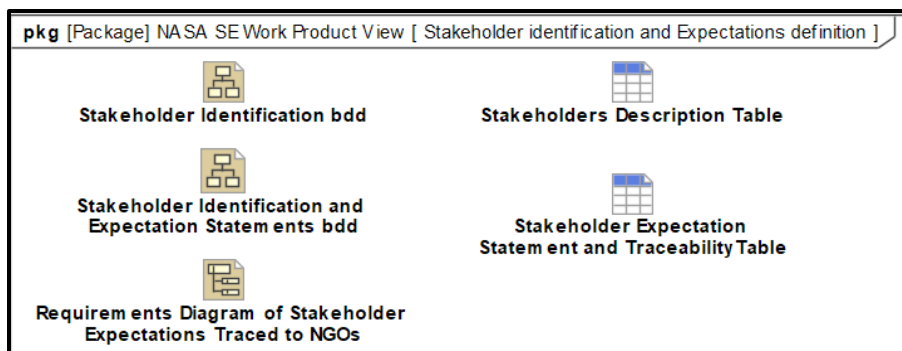 pkg [Package] NASA SE Work Product View [ Stakeholder identification and Expectations definition ]
Stakeholder Identification bdd
Stakeholders Description Table
Stakeholder Identification and
Expectation Statements bdd
Stakeholder Expectation
Statement and Traceability Table
Requirements Diagram of Stakeholder
Expectations Traced to NGOs